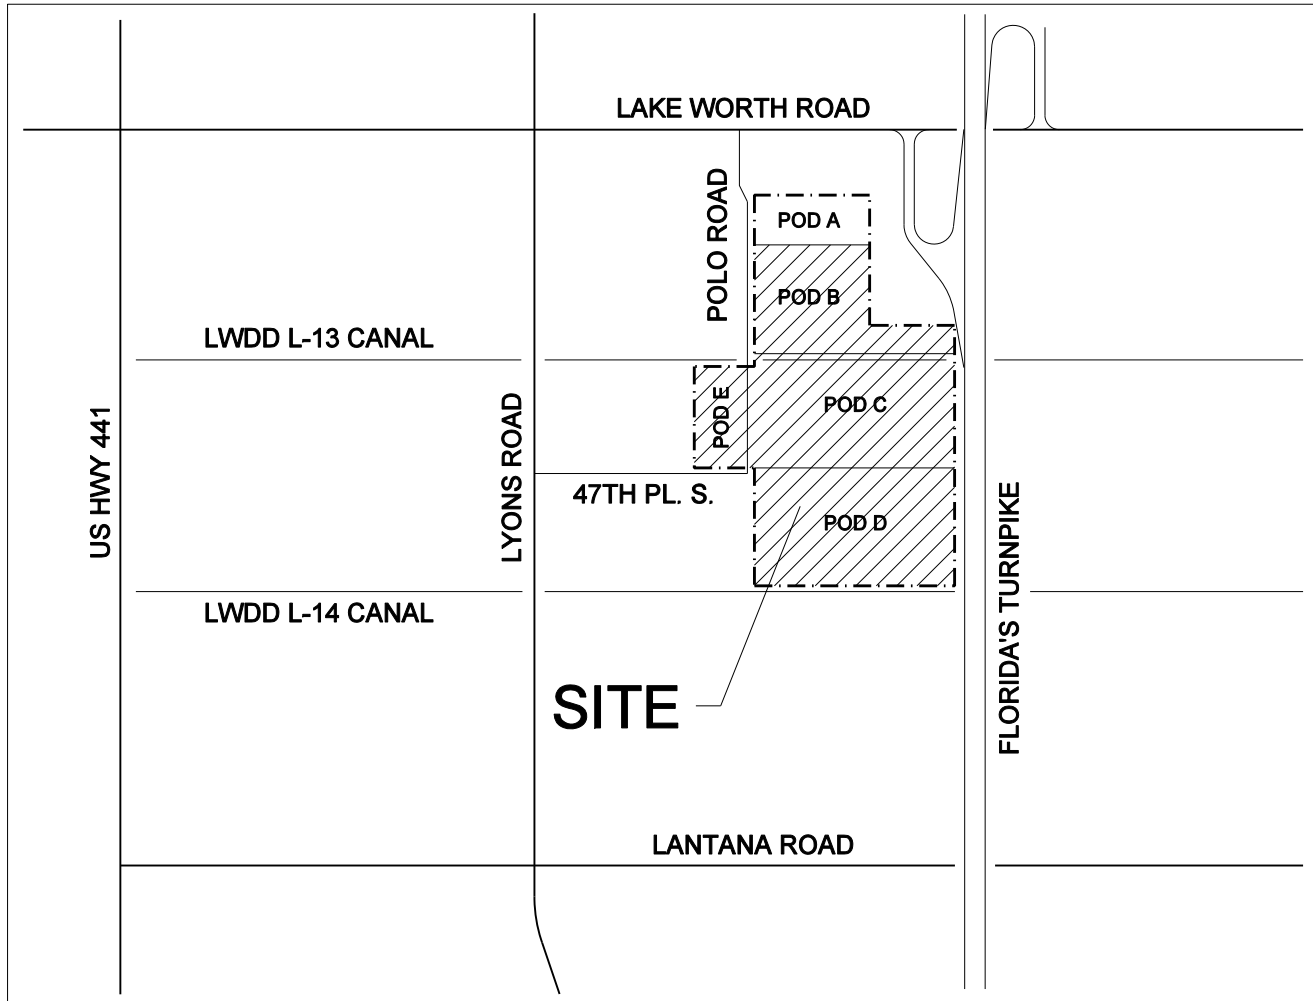 LAKE WORTH ROAD
POLO ROAD
POD A
POD B
LWDD L-13 CANAL
POD E
POD C
US HWY 441
LYONS ROAD
47TH PL. S.
POD D
FLORIDA'S TURNPIKE
LWDD L-14 CANAL
SITE
LANTANA ROAD